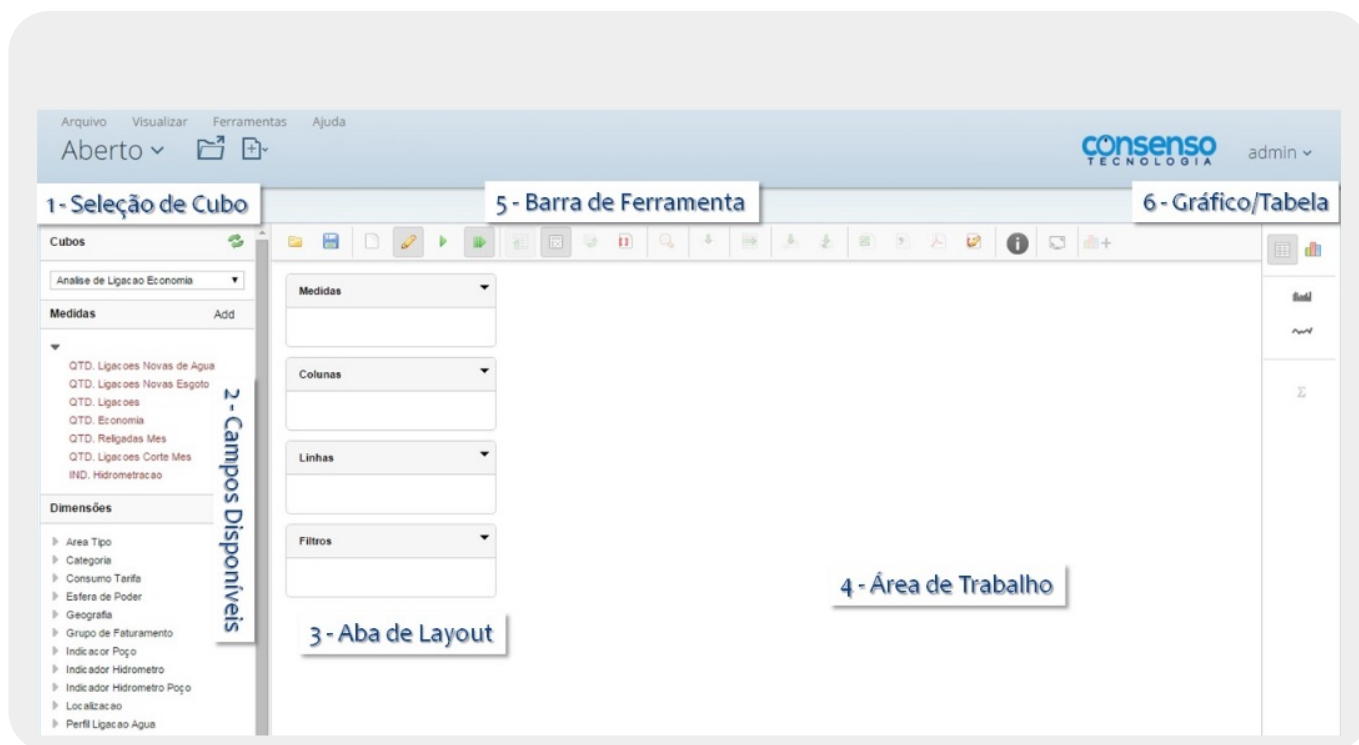 Arquivo Visualizar Ferramentas Ajuda
Aberto
consenso
TECNOLOGIA
admin
1 - Seleção de Cubo
5 - Barra de Ferramenta
6 - Gráfico/Tabela
Cubos
Analise de Ligacao Economia
Medidas Add
QTD. Ligacoes Novas de Agua
QTD. Ligacoes Novas Esgoto
QTD. Ligacoes
QTD. Economia
QTD. Religadas Mes
QTD. Ligacoes Corte Mes
IND. Hidrometracao
2 - Campos Disponíveis
Dimensões
Area Tipo
Categoria
Consumo Tarifa
Esfera de Poder
Geografia
Grupo de Faturamento
Indicacor Poço
Indicador Hidrometro
Indicador Hidrometro Poço
Localizacao
Perfil Ligacao Agua
Medidas
Colunas
Linhas
Filtros
3 - Aba de Layout
4 - Área de Trabalho
Σ